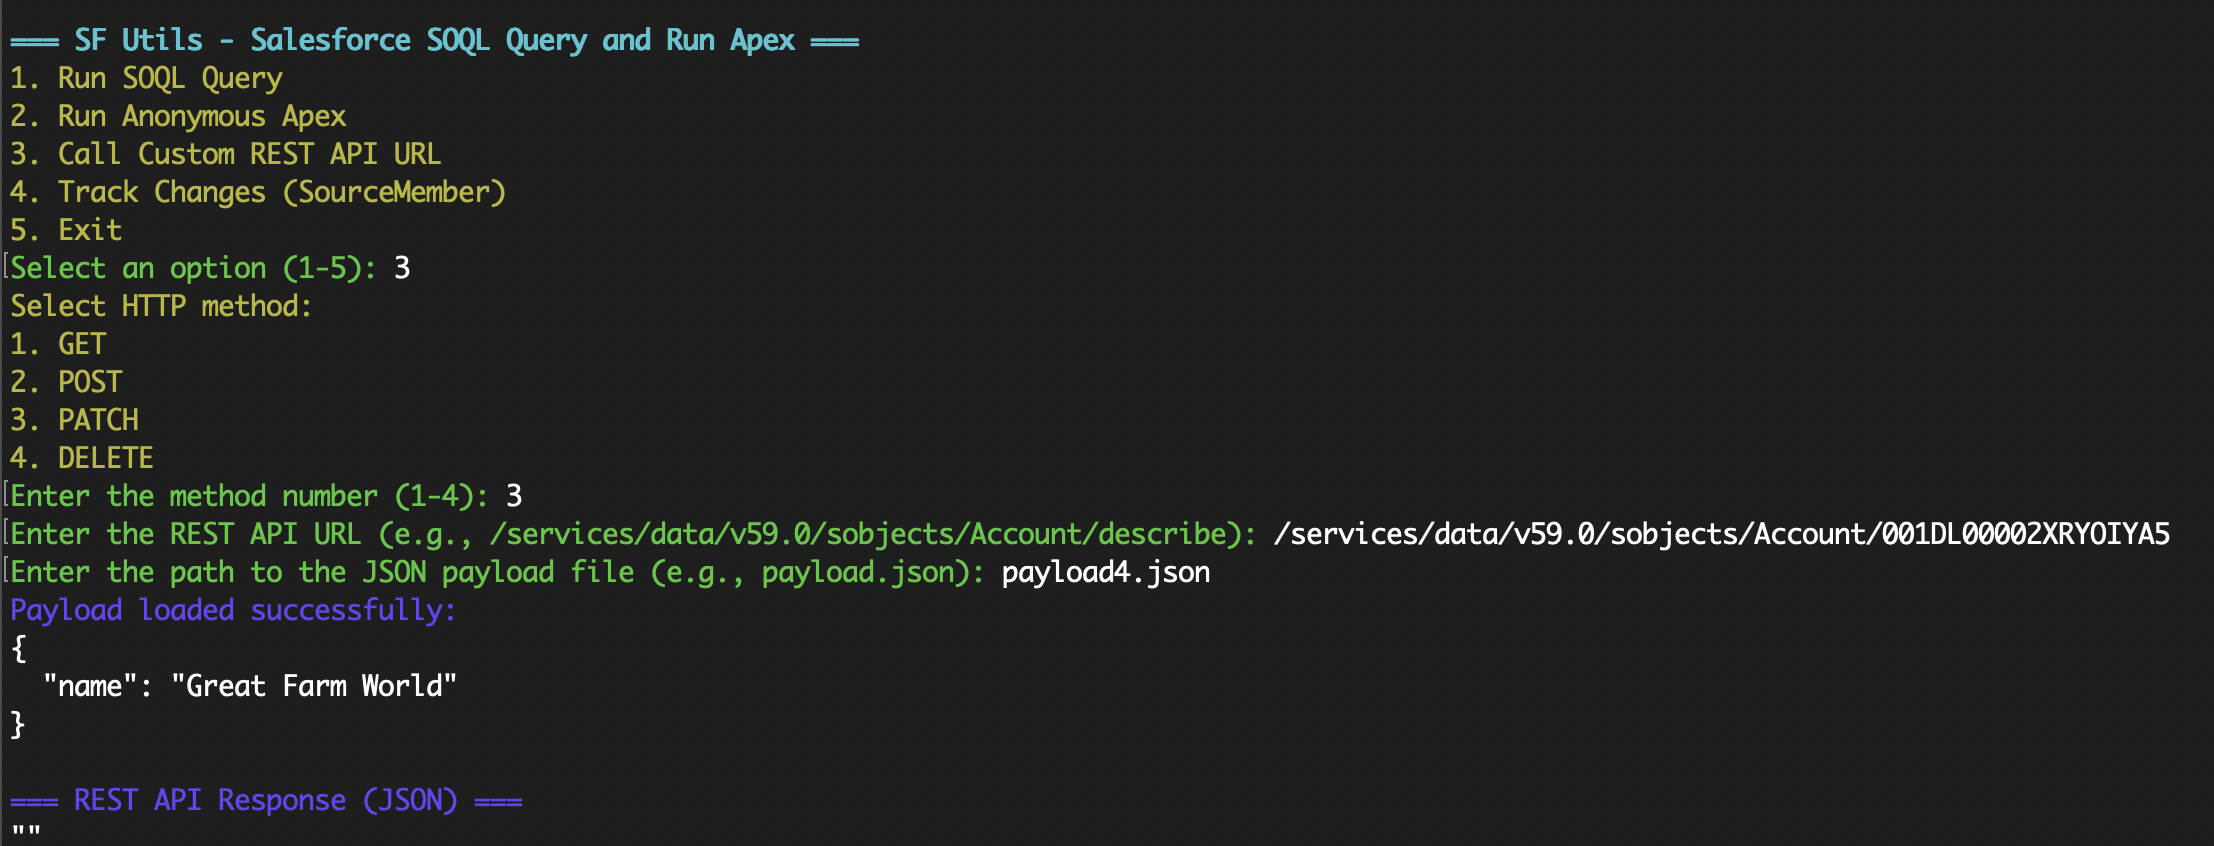 === SF Utils - Salesforce SOQL Query and Run Apex ===
1. Run SOQL Query
2. Run Anonymous Apex
3. Call Custom REST API URL
4. Track Changes (SourceMember)
5. Exit
Select an option (1-5): 3
Select HTTP method:
1. GET
2. POST
3. PATCH
4. DELETE
Enter the method number (1-4): 3
Enter the REST API URL (e.g., /services/data/v59.0/sobjects/Account/describe): /services/data/v59.0/sobjects/Account/001DL00002XRYOIYA5
Enter the path to the JSON payload file (e.g., payload.json): payload4.json
Payload loaded successfully:
{
  "name": "Great Farm World"
}
=== REST API Response (JSON) ===
""